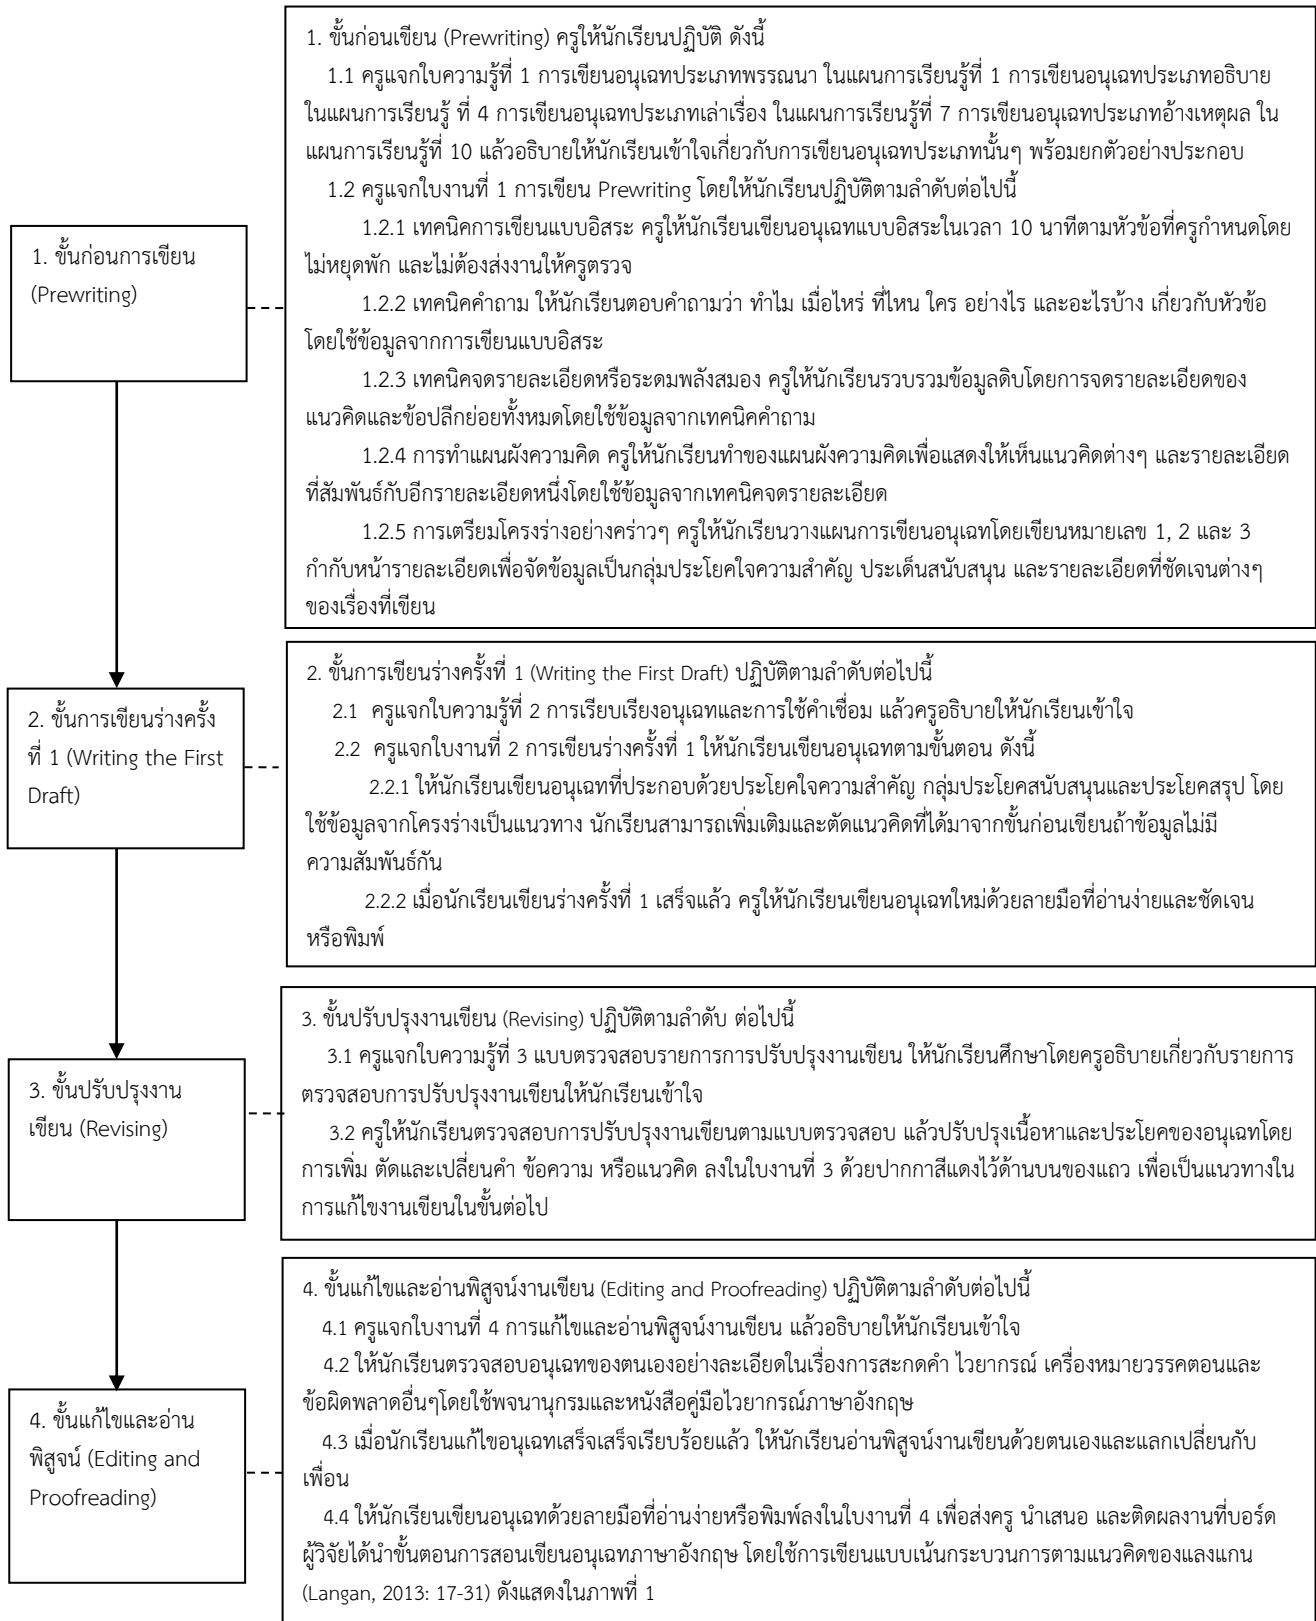 1. ขั้นก่อนการเขียน
(Prewriting)
1. ขั้นก่อนเขียน (Prewriting) ครูให้นักเรียนปฏิบัติ ดังนี้
1.1 ครูแจกใบความรู้ที่ 1 การเขียนอนุเฉทประเภทพรรณนา ในแผนการเรียนรู้ที่ 1 การเขียนอนุเฉทประเภทอธิบาย
ในแผนการเรียนรู้ ที่ 4 การเขียนอนุเฉทประเภทเล่าเรื่อง ในแผนการเรียนรู้ที่ 7 การเขียนอนุเฉทประเภทอ้างเหตุผล ใน
แผนการเรียนรู้ที่ 10 แล้วอธิบายให้นักเรียนเข้าใจเกี่ยวกับการเขียนอนุเฉทประเภทนั้นๆ พร้อมยกตัวอย่างประกอบ
1.2 ครูแจกใบงานที่ 1 การเขียน Prewriting โดยให้นักเรียนปฏิบัติตามลำดับต่อไปนี้
1.2.1 เทคนิคการเขียนแบบอิสระ ครูให้นักเรียนเขียนอนุเฉทแบบอิสระในเวลา 10 นาทีตามหัวข้อที่ครูกำหนดโดย
ไม่หยุดพัก และไม่ต้องส่งงานให้ครูตรวจ
1.2.2 เทคนิคคำถาม ให้นักเรียนตอบคำถามว่า ทำไม เมื่อไหร่ ที่ไหน ใคร อย่างไร และอะไรบ้าง เกี่ยวกับหัวข้อ
โดยใช้ข้อมูลจากการเขียนแบบอิสระ
1.2.3 เทคนิคจดรายละเอียดหรือระดมพลังสมอง ครูให้นักเรียนรวบรวมข้อมูลดิบโดยการจดรายละเอียดของ
แนวคิดและข้อปลีกย่อยทั้งหมดโดยใช้ข้อมูลจากเทคนิคคำถาม
1.2.4 การทำแผนผังความคิด ครูให้นักเรียนทำของแผนผังความคิดเพื่อแสดงให้เห็นแนวคิดต่างๆ และรายละเอียด
ที่สัมพันธ์กับอีกรายละเอียดหนึ่งโดยใช้ข้อมูลจากเทคนิคจดรายละเอียด
1.2.5 การเตรียมโครงร่างอย่างคร่าวๆ ครูให้นักเรียนวางแผนการเขียนอนุเฉทโดยเขียนหมายเลข 1, 2 และ 3
กำกับหน้ารายละเอียดเพื่อจัดข้อมูลเป็นกลุ่มประโยคใจความสำคัญ ประเด็นสนับสนุน และรายละเอียดที่ชัดเจนต่างๆ
ของเรื่องที่เขียน
2. ขั้นการเขียนร่างครั้ง
ที่ 1 (Writing the First
Draft)
2. ขั้นการเขียนร่างครั้งที่ 1 (Writing the First Draft) ปฏิบัติตามลำดับต่อไปนี้
2.1 ครูแจกใบความรู้ที่ 2 การเรียบเรียงอนุเฉทและการใช้คำเชื่อม แล้วครูอธิบายให้นักเรียนเข้าใจ
2.2 ครูแจกใบงานที่ 2 การเขียนร่างครั้งที่ 1 ให้นักเรียนเขียนอนุเฉทตามขั้นตอน ดังนี้
2.2.1 ให้นักเรียนเขียนอนุเฉทที่ประกอบด้วยประโยคใจความสำคัญ กลุ่มประโยคสนับสนุนและประโยคสรุป โดย
ใช้ข้อมูลจากโครงร่างเป็นแนวทาง นักเรียนสามารถเพิ่มเติมและตัดแนวคิดที่ได้มาจากขั้นก่อนเขียนถ้าข้อมูลไม่มี
ความสัมพันธ์กัน
2.2.2 เมื่อนักเรียนเขียนร่างครั้งที่ 1 เสร็จแล้ว ครูให้นักเรียนเขียนอนุเฉทใหม่ด้วยลายมือที่อ่านง่ายและชัดเจน
หรือพิมพ์
3. ขั้นปรับปรุงงาน
เขียน (Revising)
3. ขั้นปรับปรุงงานเขียน (Revising) ปฏิบัติตามลำดับ ต่อไปนี้
3.1 ครูแจกใบความรู้ที่ 3 แบบตรวจสอบรายการการปรับปรุงงานเขียน ให้นักเรียนศึกษาโดยครูอธิบายเกี่ยวกับรายการ
ตรวจสอบการปรับปรุงงานเขียนให้นักเรียนเข้าใจ
3.2 ครูให้นักเรียนตรวจสอบการปรับปรุงงานเขียนตามแบบตรวจสอบ แล้วปรับปรุงเนื้อหาและประโยคของอนุเฉทโดย
การเพิ่ม ตัดและเปลี่ยนคำ ข้อความ หรือแนวคิด ลงในใบงานที่ 3 ด้วยปากกาสีแดงไว้ด้านบนของแถว เพื่อเป็นแนวทางใน
การแก้ไขงานเขียนในขั้นต่อไป
4. ขั้นแก้ไขและอ่าน
พิสูจน์ (Editing and
Proofreading)
4. ขั้นแก้ไขและอ่านพิสูจน์งานเขียน (Editing and Proofreading) ปฏิบัติตามลำดับต่อไปนี้
4.1 ครูแจกใบงานที่ 4 การแก้ไขและอ่านพิสูจน์งานเขียน แล้วอธิบายให้นักเรียนเข้าใจ
4.2 ให้นักเรียนตรวจสอบอนุเฉทของตนเองอย่างละเอียดในเรื่องการสะกดคำ ไวยากรณ์ เครื่องหมายวรรคตอนและ
ข้อผิดพลาดอื่นๆโดยใช้พจนานุกรมและหนังสือคู่มือไวยากรณ์ภาษาอังกฤษ
4.3 เมื่อนักเรียนแก้ไขอนุเฉทเสร็จเสร็จเรียบร้อยแล้ว ให้นักเรียนอ่านพิสูจน์งานเขียนด้วยตนเองและแลกเปลี่ยนกับ
เพื่อน
4.4 ให้นักเรียนเขียนอนุเฉทด้วยลายมือที่อ่านง่ายหรือพิมพ์ลงในใบงานที่ 4 เพื่อส่งครู นำเสนอ และติดผลงานที่บอร์ด
ผู้วิจัยได้นำขั้นตอนการสอนเขียนอนุเฉทภาษาอังกฤษ โดยใช้การเขียนแบบเน้นกระบวนการตามแนวคิดของแลงแกน
(Langan, 2013: 17-31) ดังแสดงในภาพที่ 1